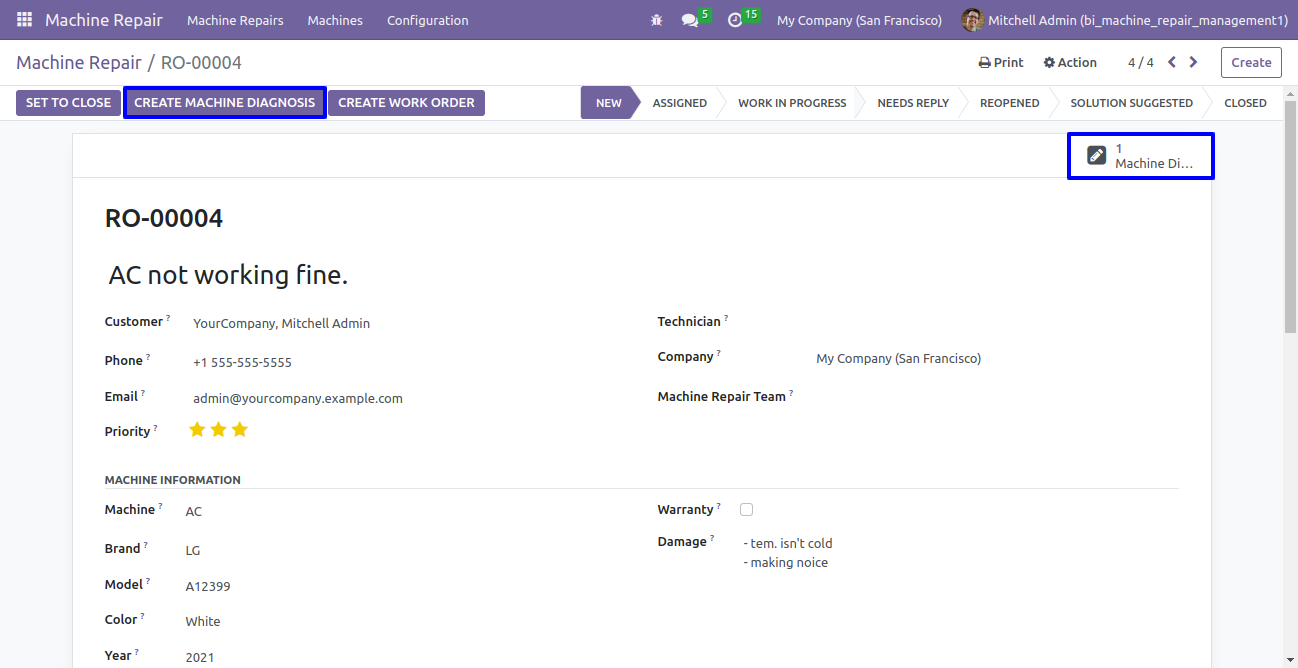 Machine Repair Machine Repairs Machines Configuration 5 15 My Company (San Francisco) Mitchell Admin (bi_machine_repair_management1)
Machine Repair / RO-00004 Print Action 4 / 4 Create
SET TO CLOSE CREATE MACHINE DIAGNOSIS CREATE WORK ORDER NEW ASSIGNED WORK IN PROGRESS NEEDS REPLY REOPENED SOLUTION SUGGESTED CLOSED
1
Machine Di...
RO-00004
AC not working fine.
Customer ? YourCompany, Mitchell Admin Technician ?
Phone ? +1 555-555-5555 Company ? My Company (San Francisco)
Email ? admin@yourcompany.example.com Machine Repair Team ?
Priority ?
MACHINE INFORMATION
Machine ? AC Warranty ?
Brand ? LG Damage ? - tem. isn't cold
- making noice
Model ? A12399
Color ? White
Year ? 2021